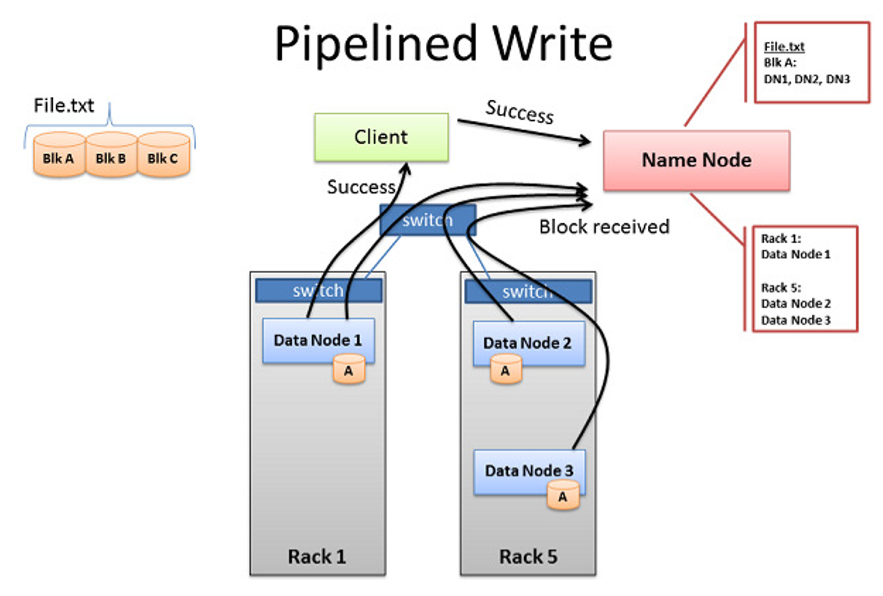 Pipelined Write
File.txt
Blk A
Blk B
Blk C
Client
Success
Name Node
File.txt
Blk A:
DN1, DN2, DN3
Success
switch
Block received
Rack 1:
Data Node 1
Rack 5:
Data Node 2
Data Node 3
switch
switch
Data Node 1
A
Data Node 2
A
Data Node 3
A
Rack 1
Rack 5